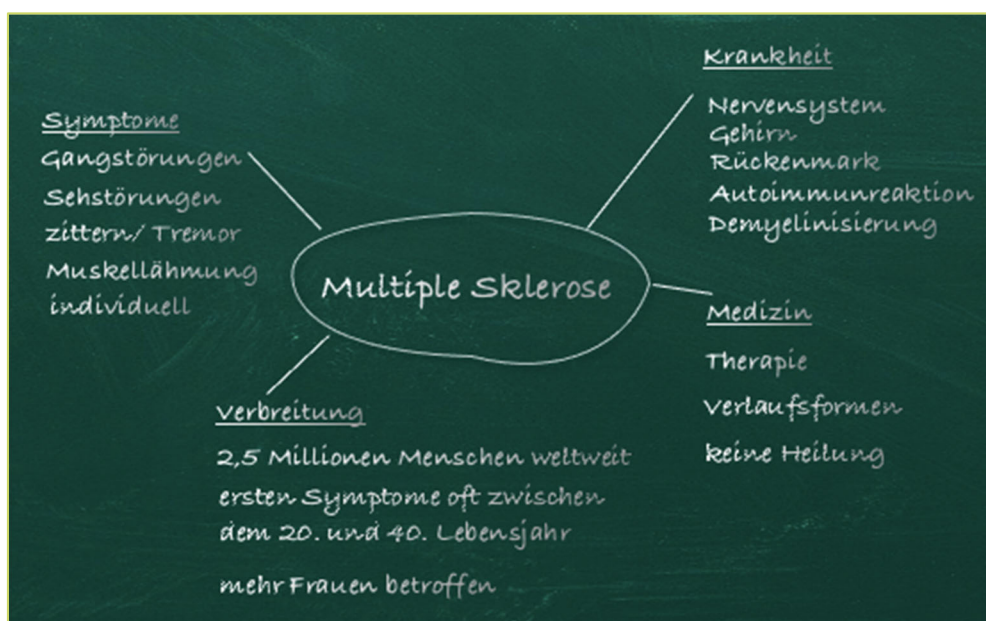 Multiple Sklerose
Symptome
Gangstörungen
Sehstörungen
zittern/ Tremor
Muskellähmung
individuell
Krankheit
Nervensystem
Gehirn
Rückenmark
Autoimmunreaktion
Demyelinisierung
Medizin
Therapie
Verlaufsformen
keine Heilung
Verbreitung
2,5 Millionen Menschen weltweit
ersten Symptome oft zwischen
dem 20. und 40. Lebensjahr
mehr Frauen betroffen